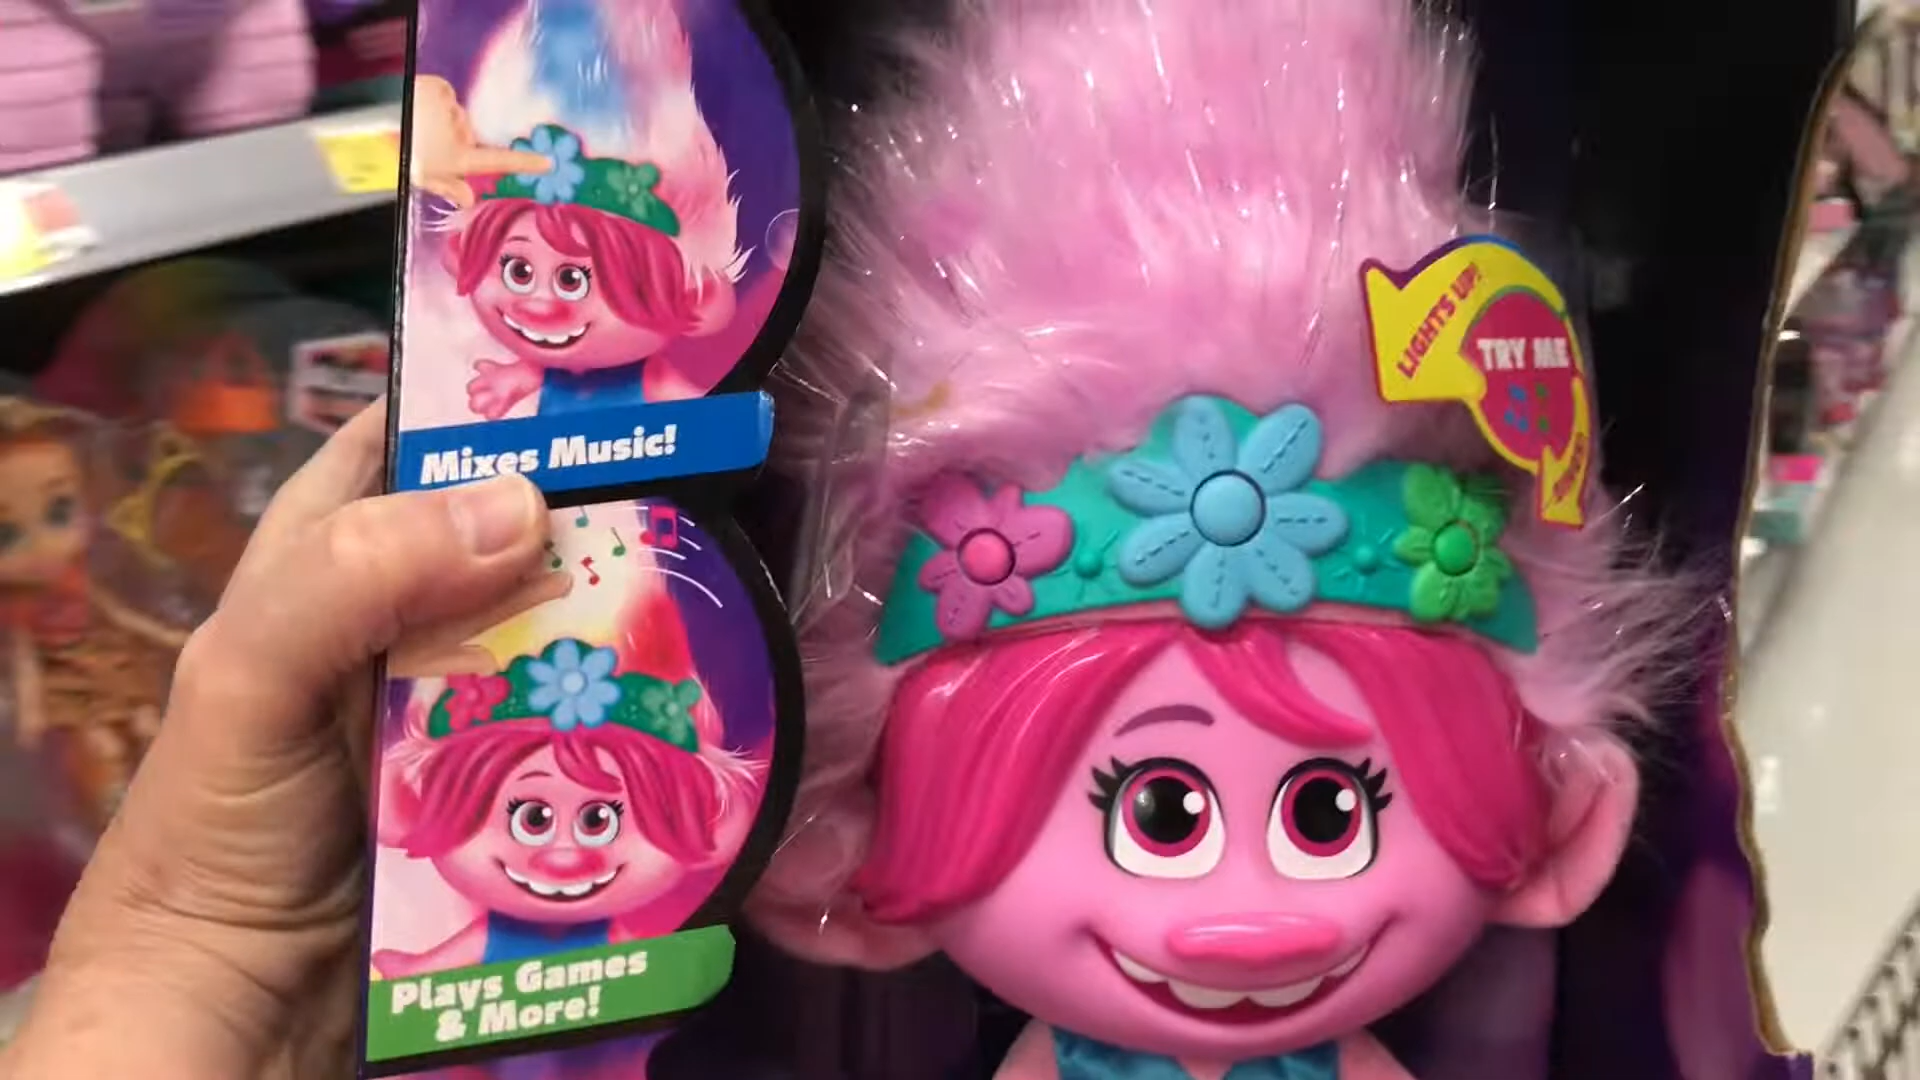 Mixes Music!
Plays Games
& More!
LIGHTS UP!
TRY ME